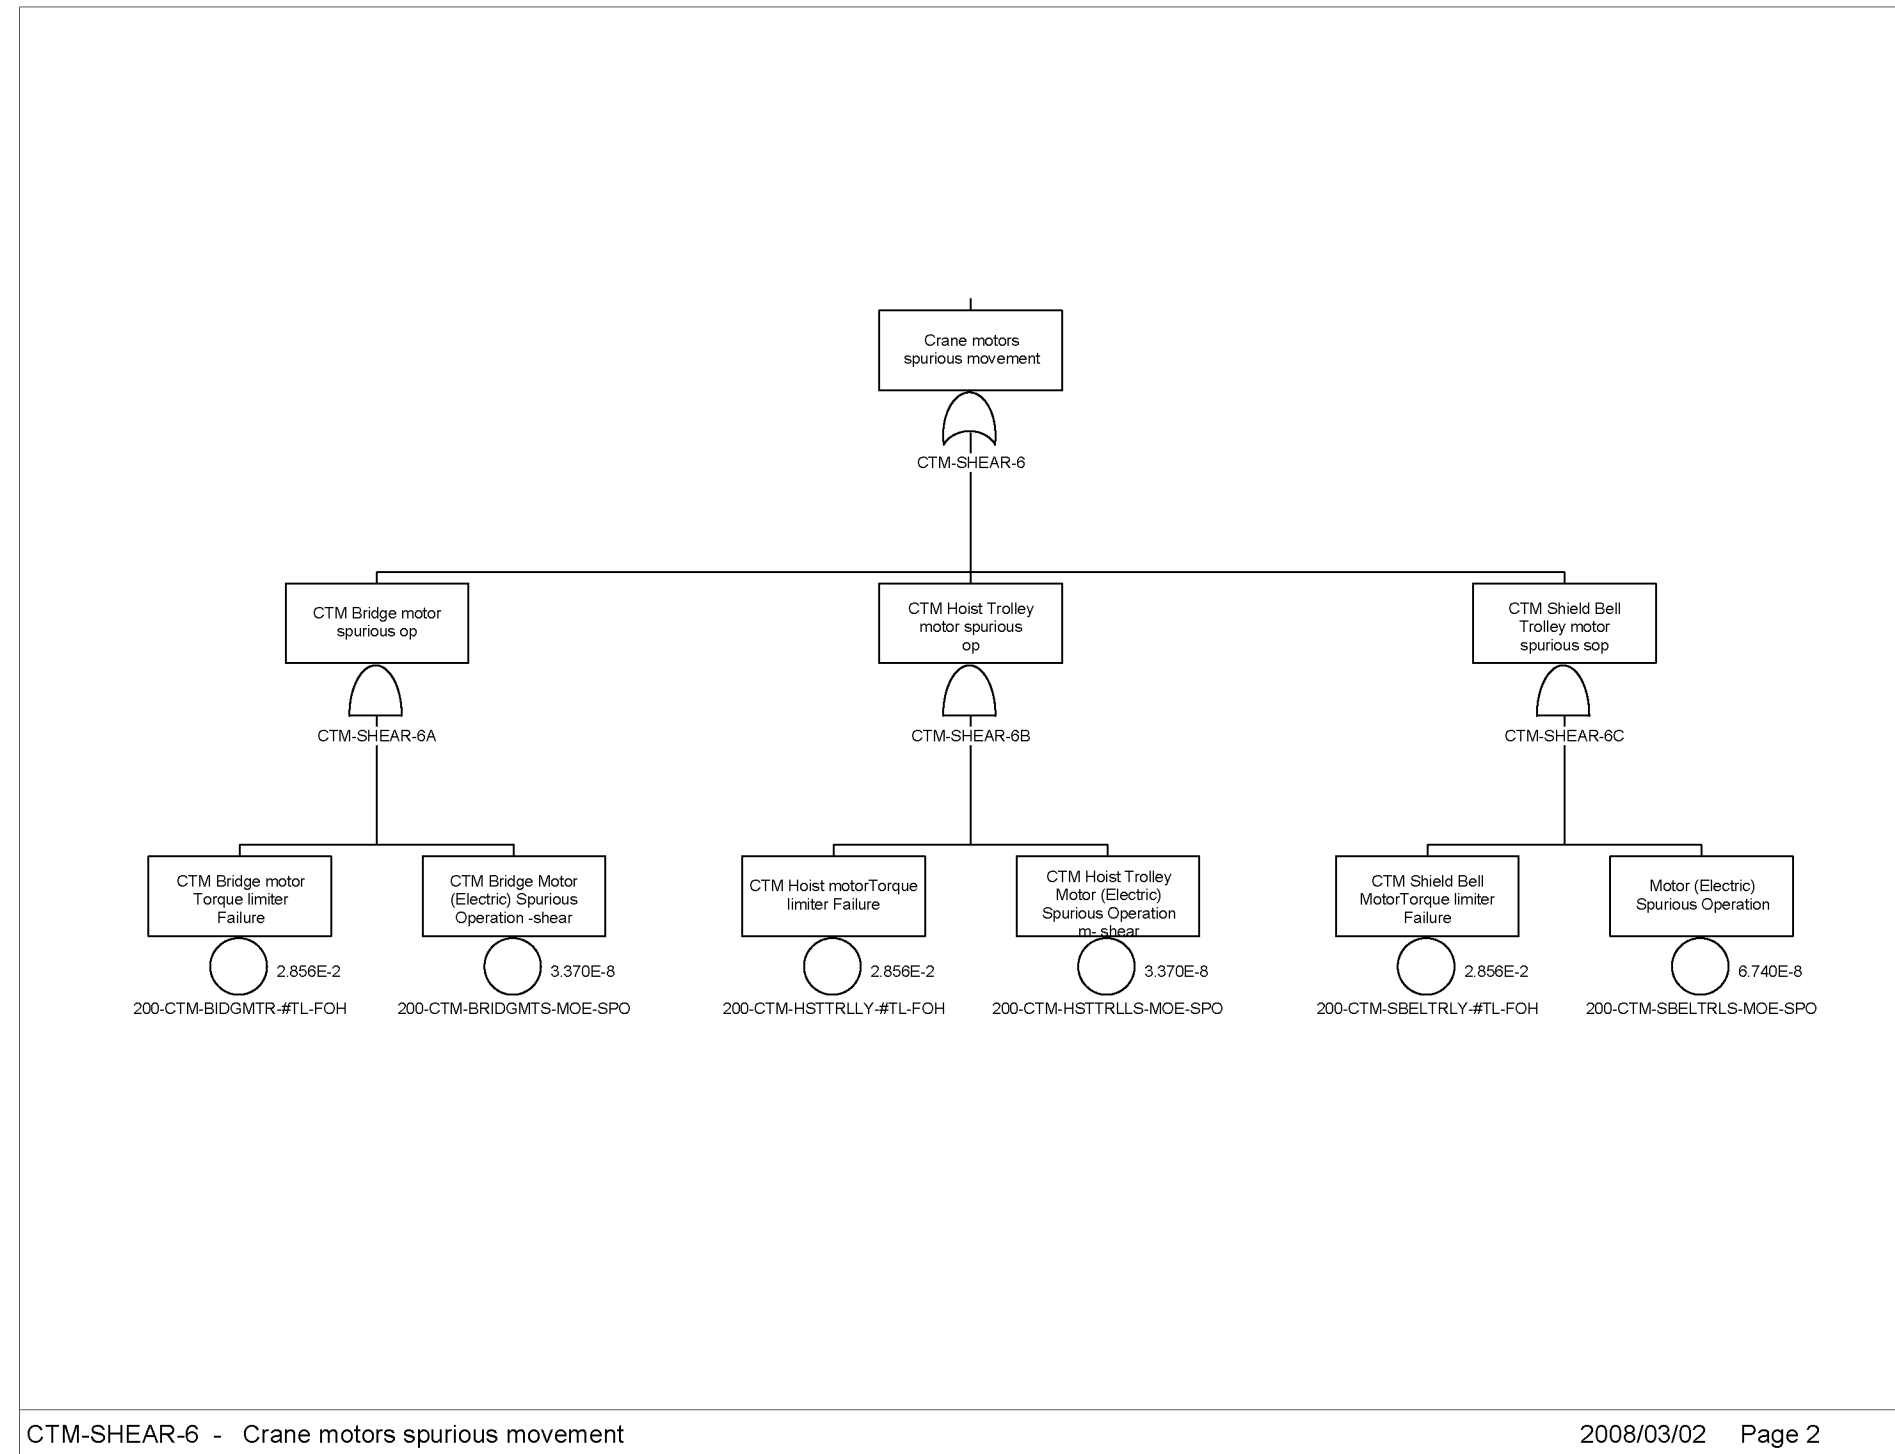 Crane motors
spurious movement
CTM-SHEAR-6
CTM Bridge motor
spurious op
CTM-SHEAR-6A
CTM Hoist Trolley
motor spurious
op
CTM-SHEAR-6B
CTM Shield Bell
Trolley motor
spurious sop
CTM-SHEAR-6C
CTM Bridge motor
Torque limiter
Failure
2.856E-2
200-CTM-BIDGMTR-#TL-FOH
CTM Bridge Motor
(Electric) Spurious
Operation -shear
3.370E-8
200-CTM-BRIDGMTS-MOE-SPO
CTM Hoist motorTorque
limiter Failure
2.856E-2
200-CTM-HSTTRLLY-#TL-FOH
CTM Hoist Trolley
Motor (Electric)
Spurious Operation
m- shear
3.370E-8
200-CTM-HSTTRLLS-MOE-SPO
CTM Shield Bell
MotorTorque limiter
Failure
2.856E-2
200-CTM-SBELTRLY-#TL-FOH
Motor (Electric)
Spurious Operation
6.740E-8
200-CTM-SBELTRLS-MOE-SPO
CTM-SHEAR-6 - Crane motors spurious movement
2008/03/02 Page 2